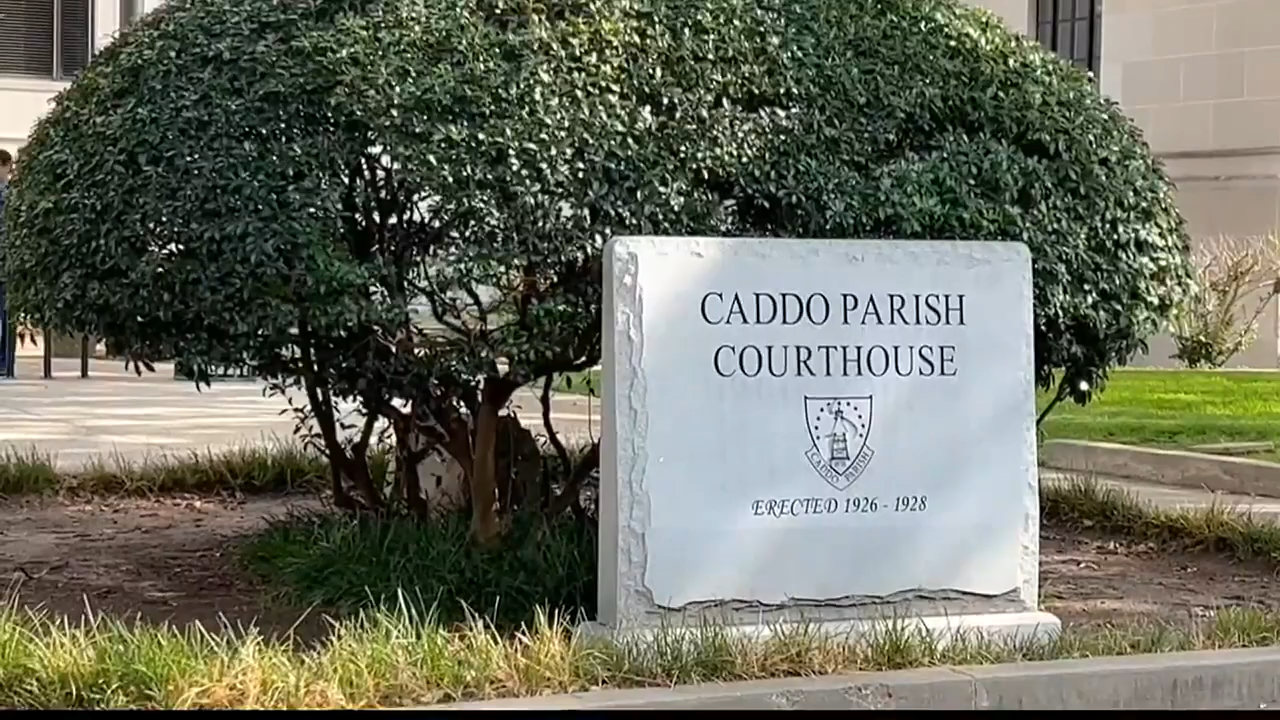 CADDO PARISH
COURTHOUSE
CADDO PARISH
ERECTED 1926 - 1928